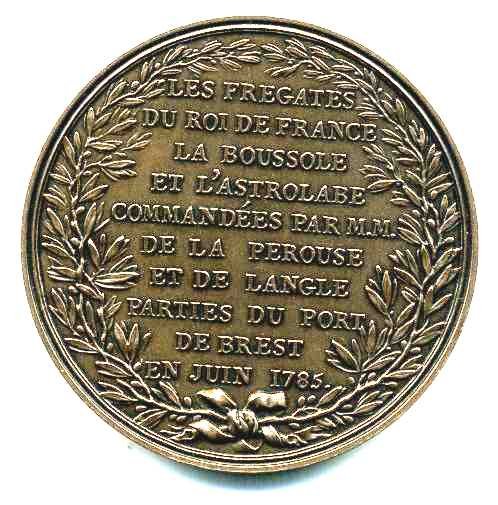 LES FREGATES
DU ROI DE FRANCE
LA BOUSSOLE
ET L'ASTROLABE
COMMANDÉES PAR M.M.
DE LA PEROUSE
ET DE LANGLE
PARTIES DU PORT
DE BREST
EN JUIN 1785.